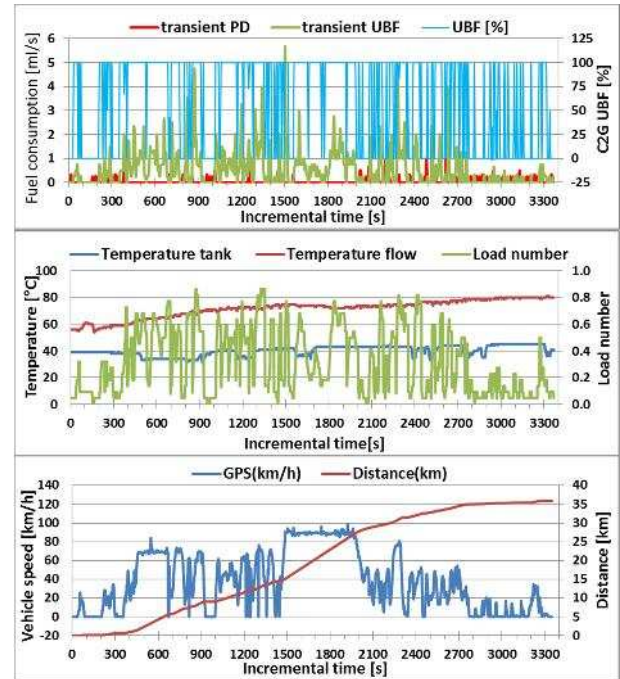 transient PD transient UBF UBF [%]
Fuel consumption [ml/s]
6
5
4
3
2
1
0
125
100
75
50
25
0
-25
C2G UBF [%]
0 300 600 900 1200 1500 1800 2100 2400 2700 3000 3300
Incremental time [s]
Temperature tank Temperature flow Load number
Temperature [°C]
100
80
60
40
20
0
1.0
0.8
0.6
0.4
0.2
0.0
Load number
0 300 600 900 1200 1500 1800 2100 2400 2700 3000 3300
Incremental time[s]
GPS(km/h) Distance(km)
Vehicle speed [km/h]
140
120
100
80
60
40
20
0
-20
40
35
30
25
20
15
10
5
0
Distance [km]
0 300 600 900 1200 1500 1800 2100 2400 2700 3000 3300
Incremental time [s]